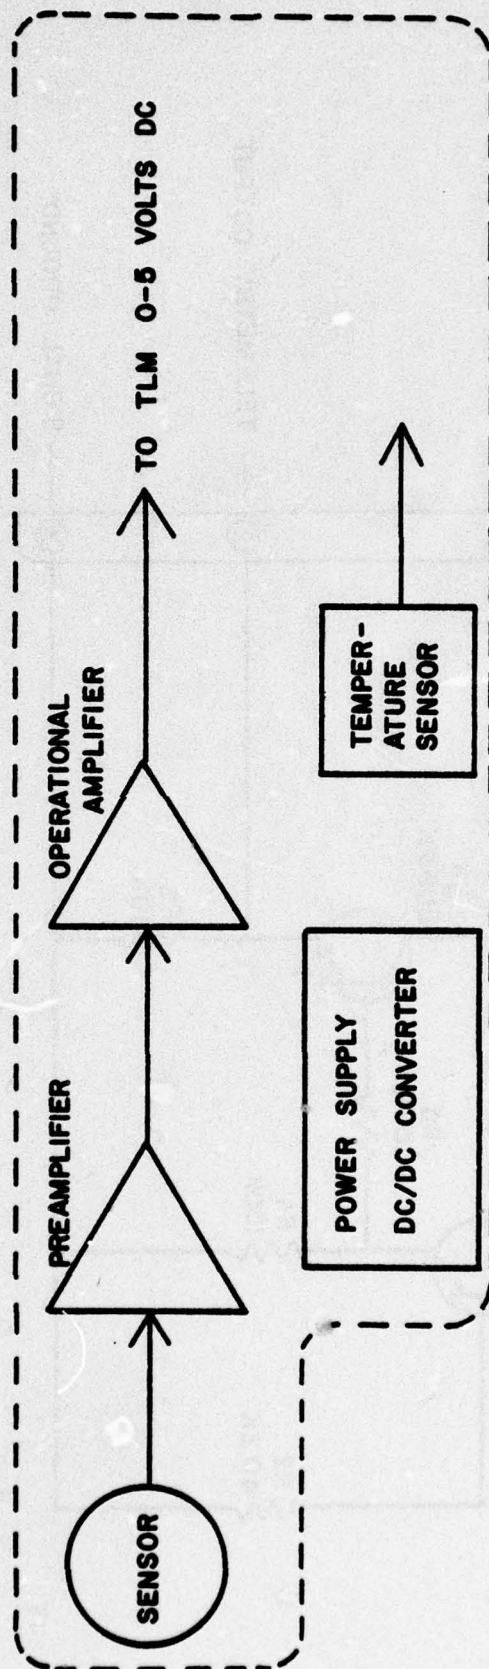 SENSOR
PREAMPLIFIER
OPERATIONAL
AMPLIFIER
TO TLM 0-5 VOLTS DC
POWER SUPPLY
DC/DC CONVERTER
TEMPER-
ATURE
SENSOR